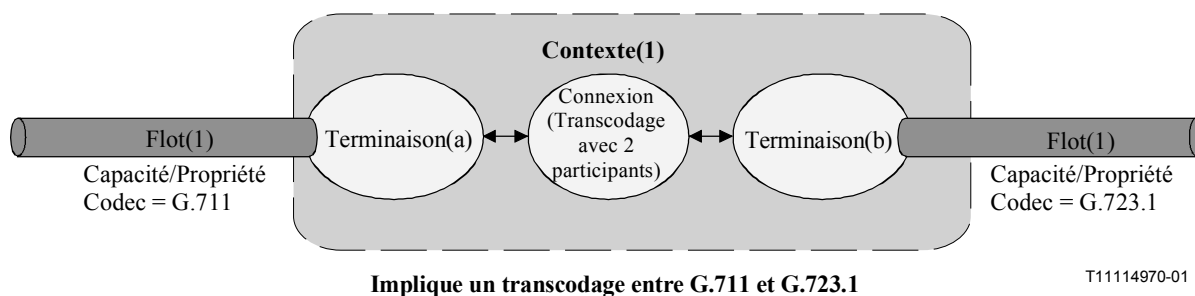 Contexte(1)
Flot(1)
Terminaison(a)
Connexion
(Transcodage
avec 2
participants)
Terminaison(b)
Flot(1)
Capacité/Propriété
Codec = G.711
Capacité/Propriété
Codec = G.723.1
Implique un transcodage entre G.711 et G.723.1
T11114970-01